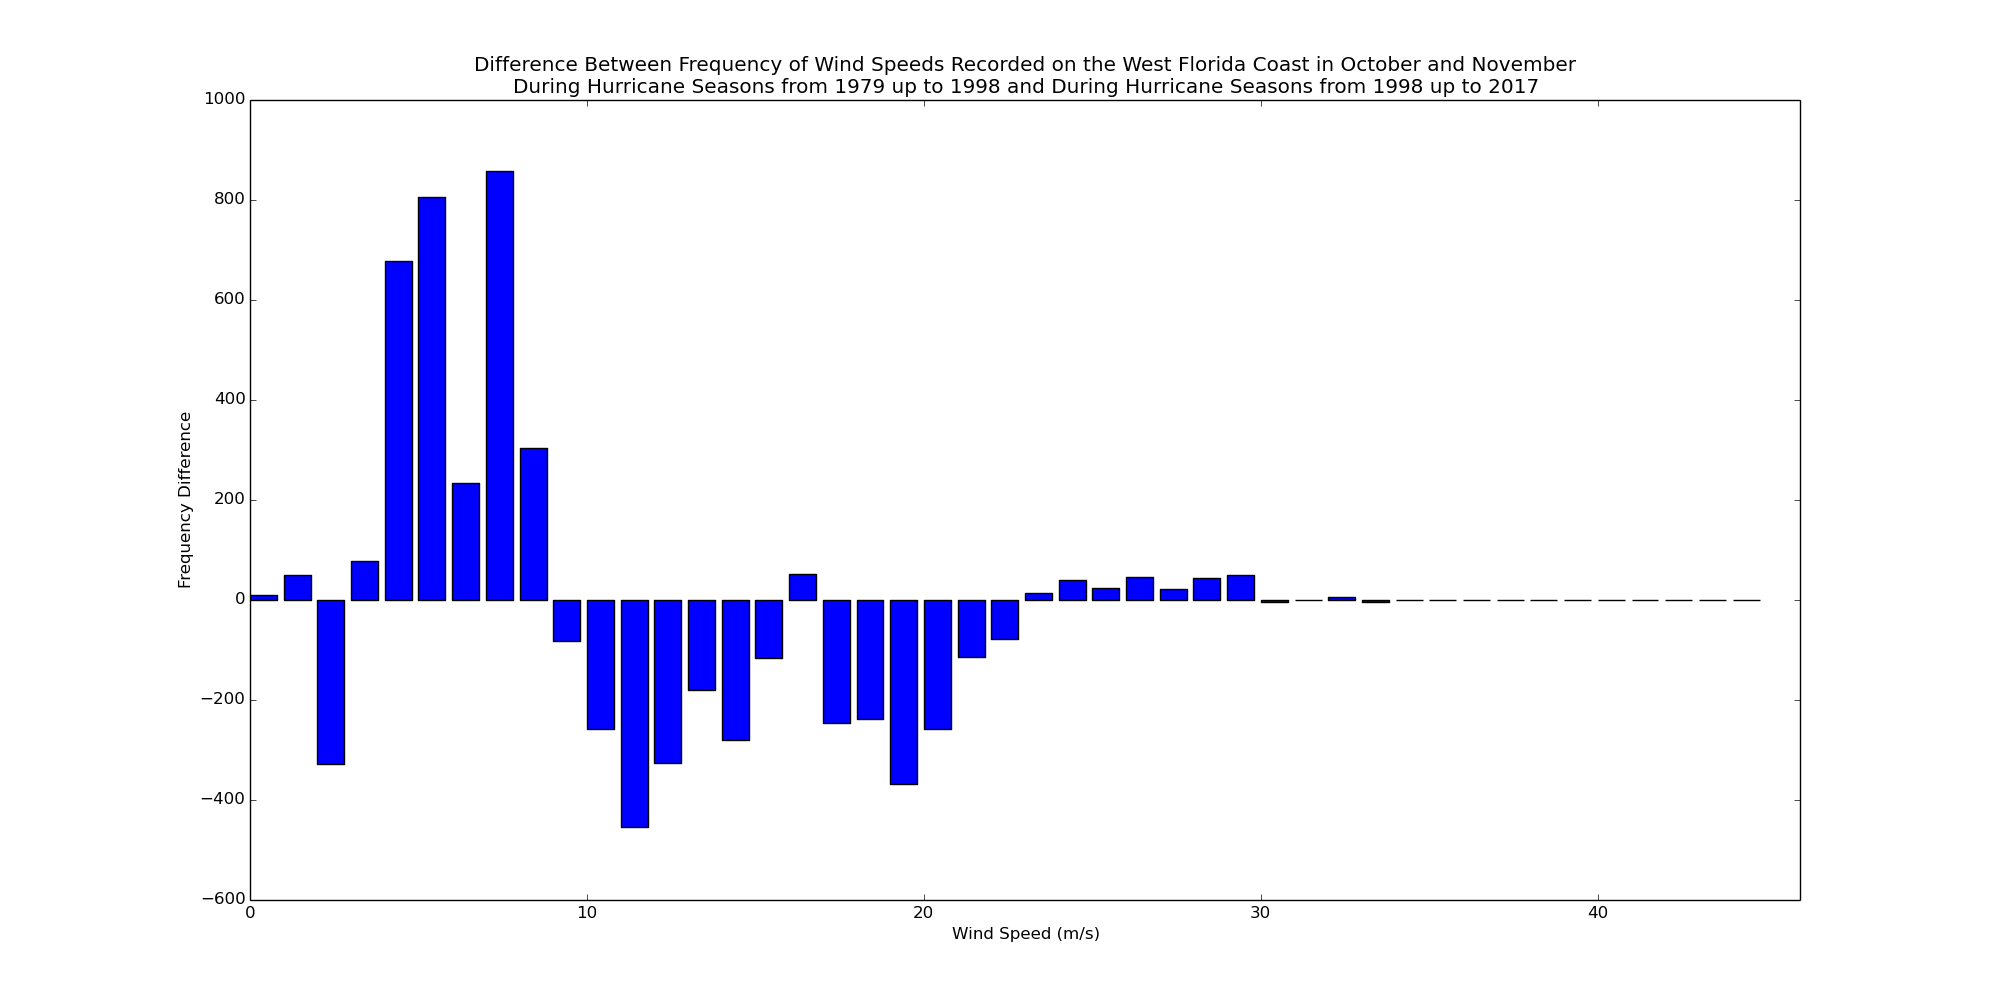 Difference Between Frequency of Wind Speeds Recorded on the West Florida Coast in October and November
During Hurricane Seasons from 1979 up to 1998 and During Hurricane Seasons from 1998 up to 2017
1000
800
600
400
200
0
−200
−400
−600
Frequency Difference
0 10 20 30 40
Wind Speed (m/s)